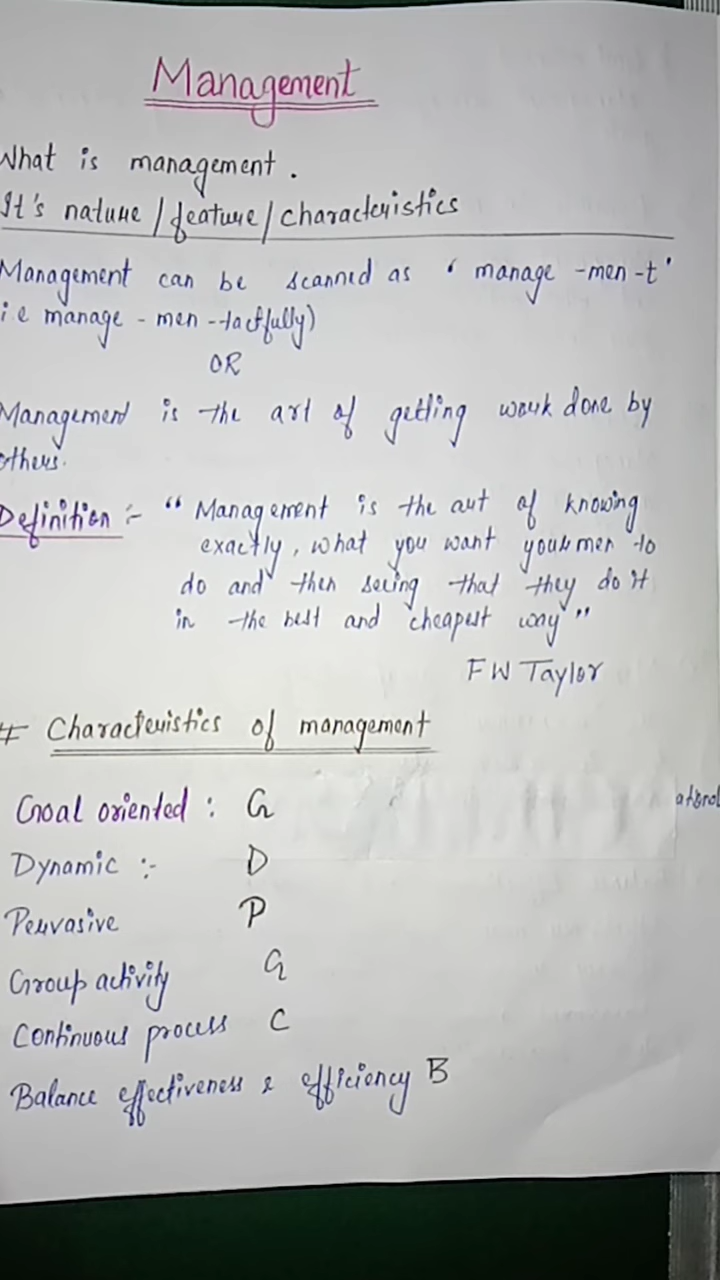 Management
What is management.
It's nature/feature/characteristics
Management can be scanned as ‘manage -men -t’
i.e manage - men -tactfully)
OR
Management is the art of getting work done by
others.
Definition :- “Management is the art of knowing
exactly, what you want your men to
do and then seeing that they do it
in the best and cheapest way”
FW Taylor
# Characteristics of management
Goal oriented : G
Dynamic :- D
Pervasive P
Group activity G
Continuous process C
Balance effectiveness & efficiency B